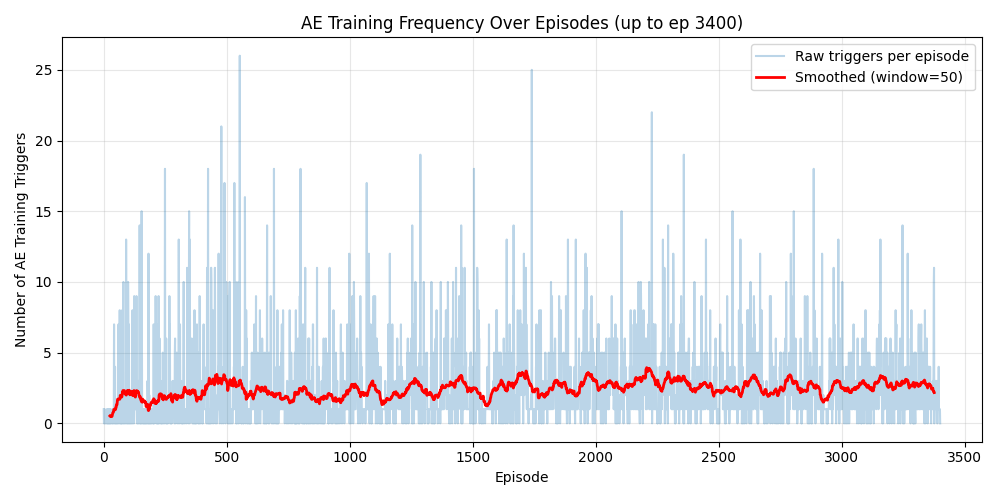 AE Training Frequency Over Episodes (up to ep 3400)
Raw triggers per episode
Smoothed (window=50)
Number of AE Training Triggers
25
20
15
10
5
0
0 500 1000 1500 2000 2500 3000 3500
Episode